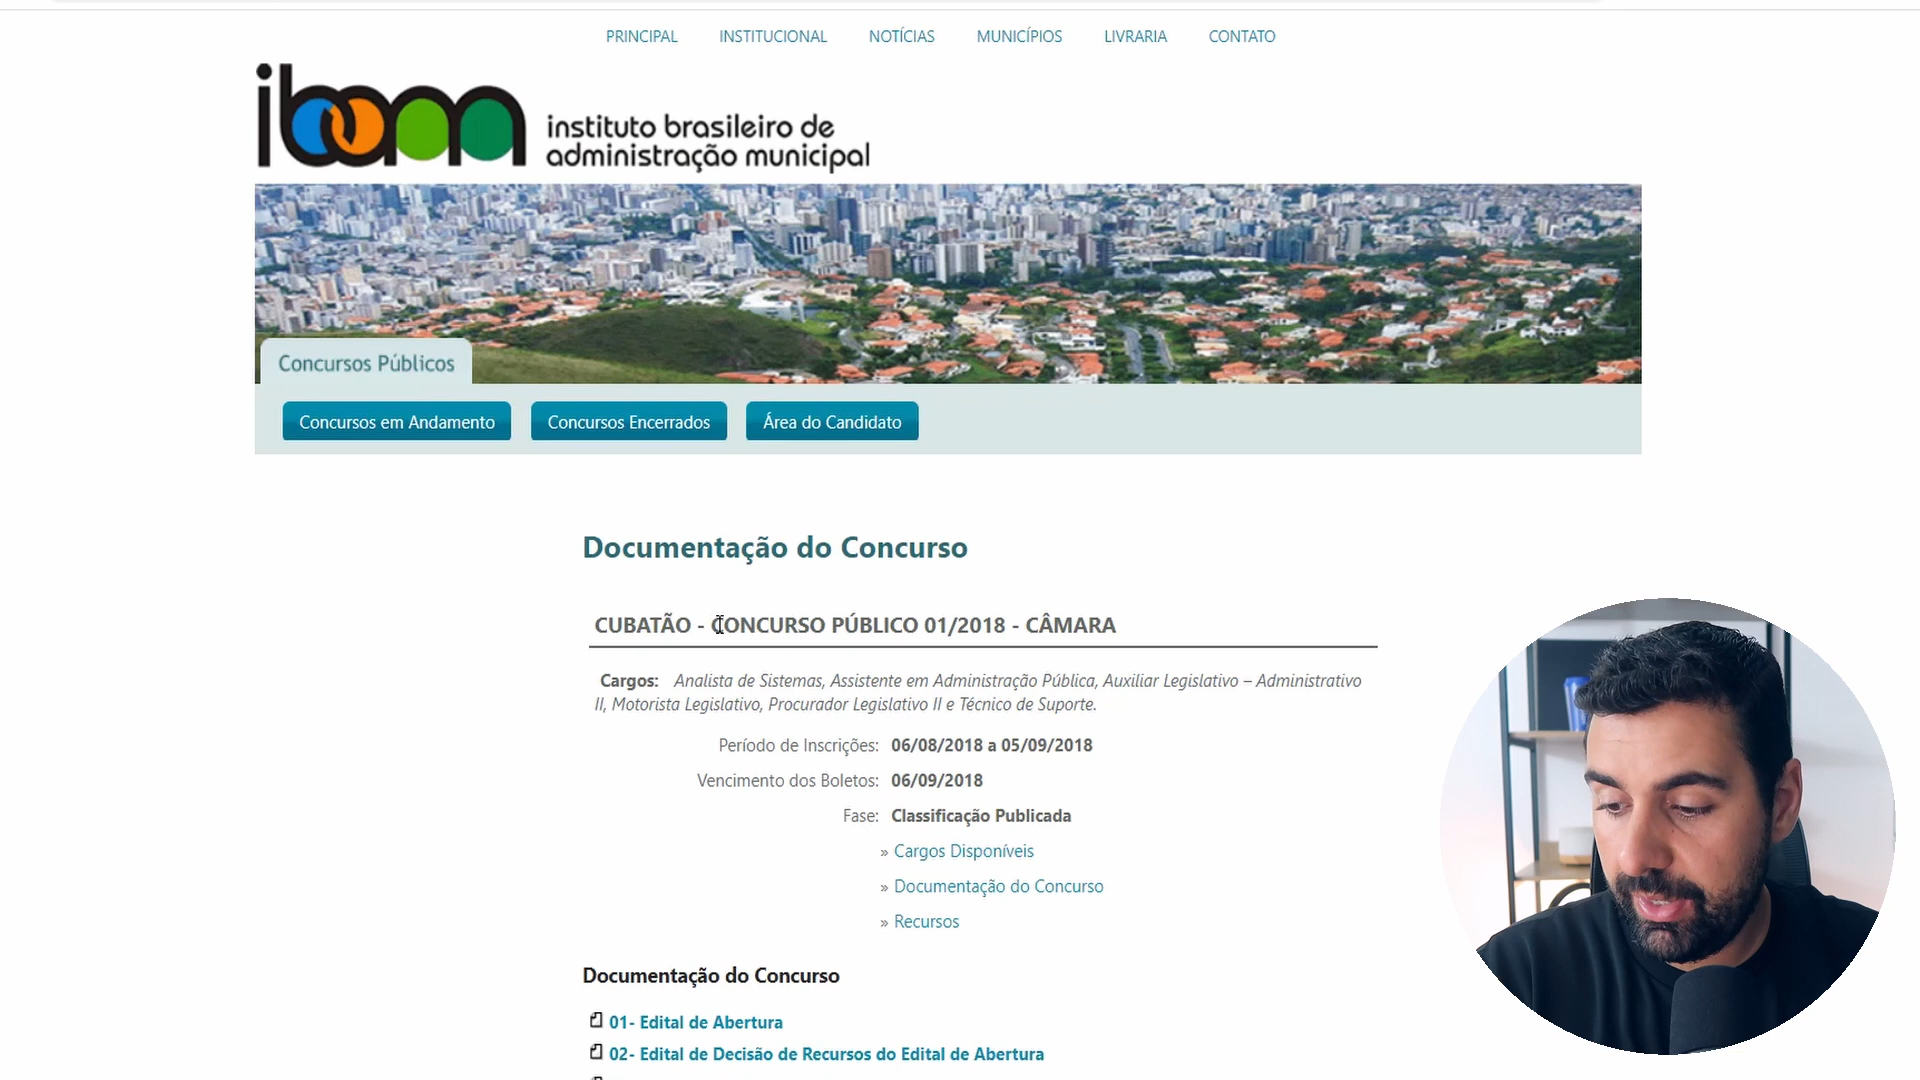 PRINCIPAL INSTITUCIONAL NOTÍCIAS MUNICÍPIOS LIVRARIA CONTATO
ibam
instituto brasileiro de
administração municipal
Concursos Públicos
Concursos em Andamento Concursos Encerrados Área do Candidato
Documentação do Concurso
CUBATÃO - CONCURSO PÚBLICO 01/2018 - CÂMARA
Cargos: Analista de Sistemas, Assistente em Administração Pública, Auxiliar Legislativo – Administrativo
II, Motorista Legislativo, Procurador Legislativo II e Técnico de Suporte.
Período de Inscrições: 06/08/2018 a 05/09/2018
Vencimento dos Boletos: 06/09/2018
Fase: Classificação Publicada
» Cargos Disponíveis
» Documentação do Concurso
» Recursos
Documentação do Concurso
01- Edital de Abertura
02- Edital de Decisão de Recursos do Edital de Abertura